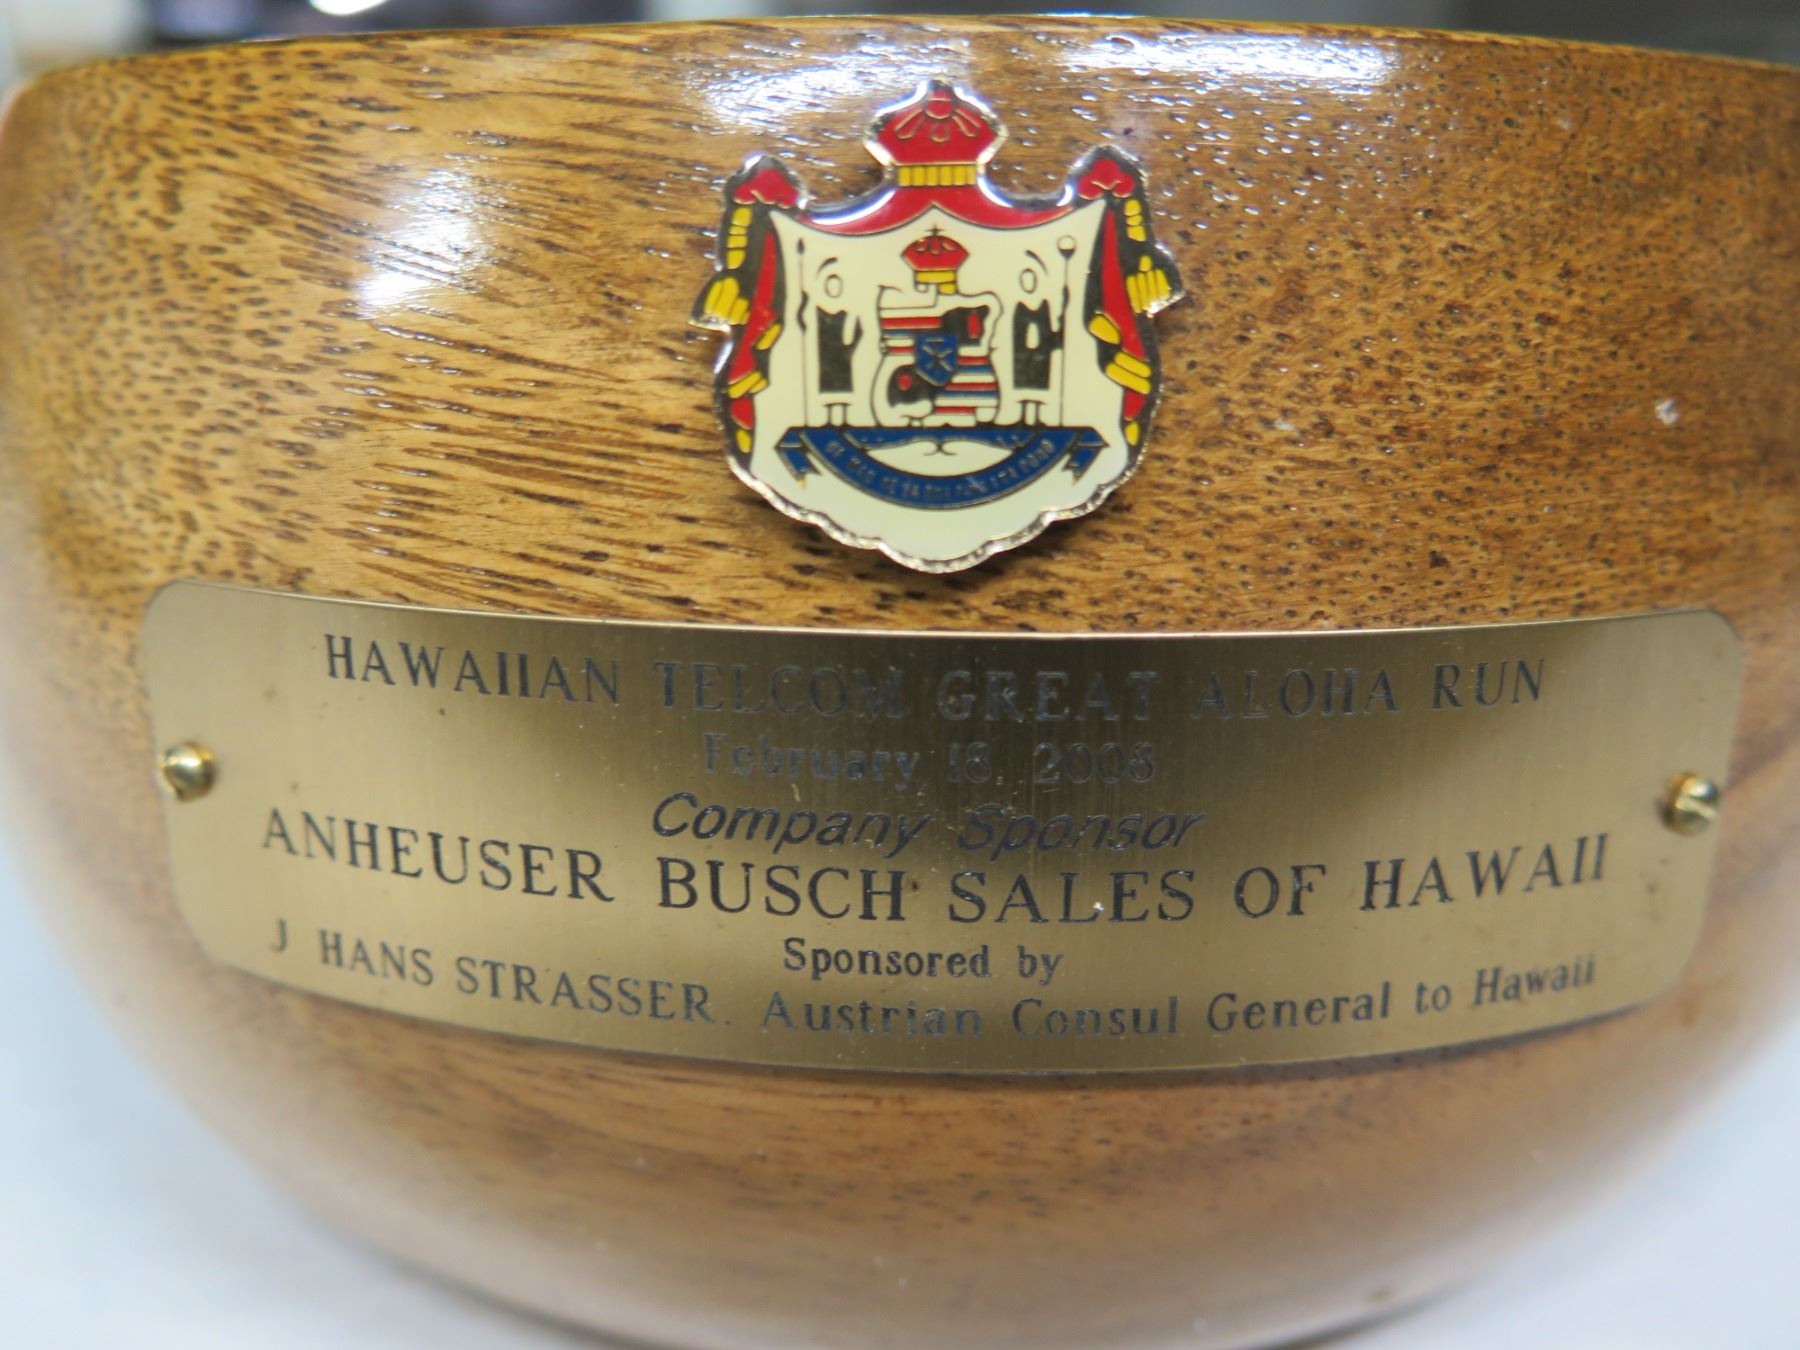 HAWAIIAN TELCOM GREAT ALOHA RUN
February 18, 2008
Company Sponsor
ANHEUSER BUSCH SALES OF HAWAII
Sponsored by
J HANS STRASSER. Austrian Consul General to Hawaii